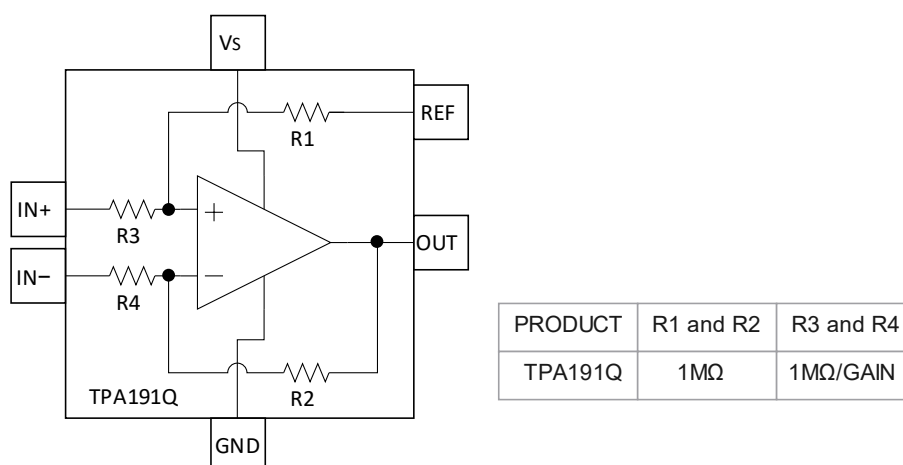 Vs
R1
REF
IN+
R3
+
OUT
IN−
R4
−
R2
TPA191Q
GND
PRODUCT R1 and R2 R3 and R4
TPA191Q 1MΩ 1MΩ/GAIN